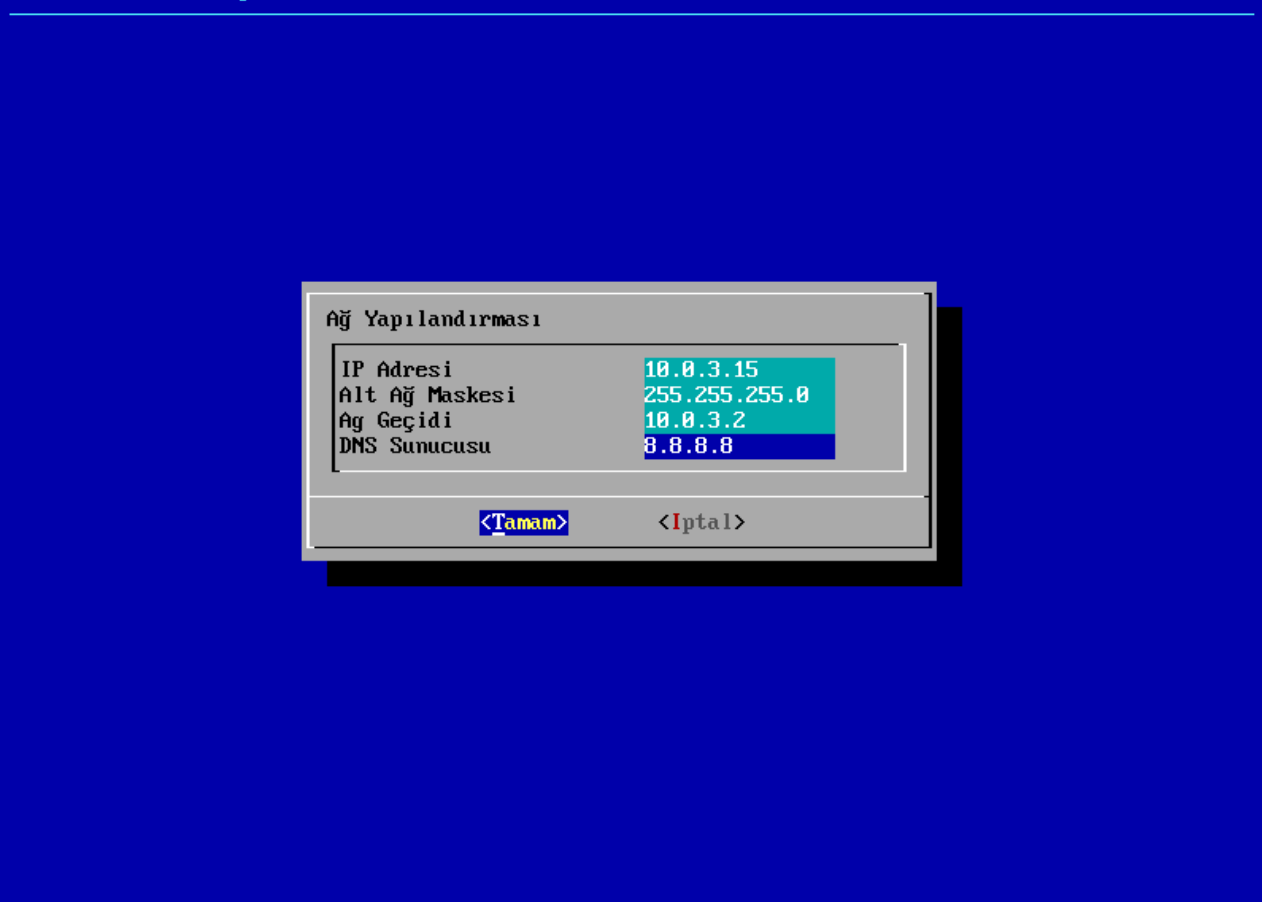 Ağ Yapılandırması
IP Adresi 10.0.3.15
Alt Ağ Maskesi 255.255.255.0
Ag Geçidi 10.0.3.2
DNS Sunucusu 8.8.8.8
<Tamam> <Iptal>